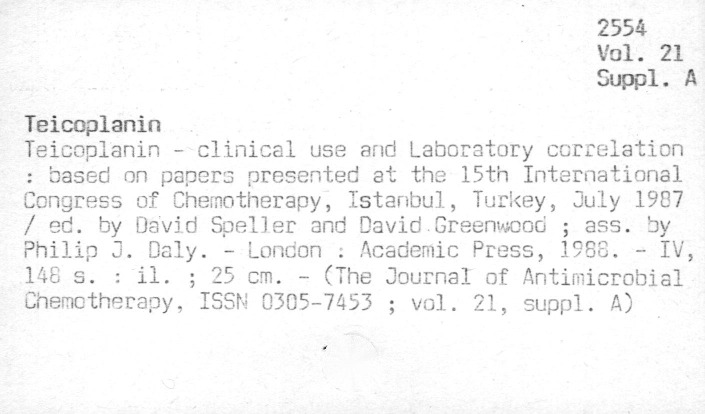 2554
Vol. 21
Suppl. A
Teicoplanin
Teicoplanin - clinical use and Laboratory correlation
: based on papers presented at the 15th International
Congress of Chemotherapy, Istanbul, Turkey, July 1987
/ ed. by David Speller and David Greenwood ; ass. by
Philip J. Daly. - London : Academic Press, 1988. - IV,
148 s. : il. ; 25 cm. - (The Journal of Antimicrobial
Chemotherapy, ISSN 0305-7453 ; vol. 21, suppl. A)